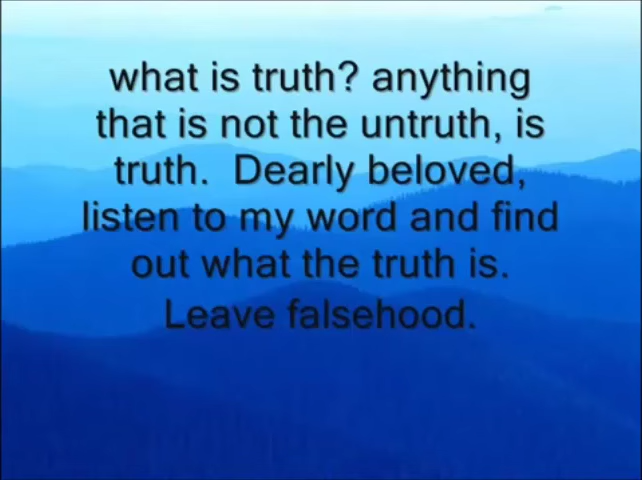 what is truth? anything
that is not the untruth, is
truth.  Dearly beloved,
listen to my word and find
out what the truth is.
Leave falsehood.